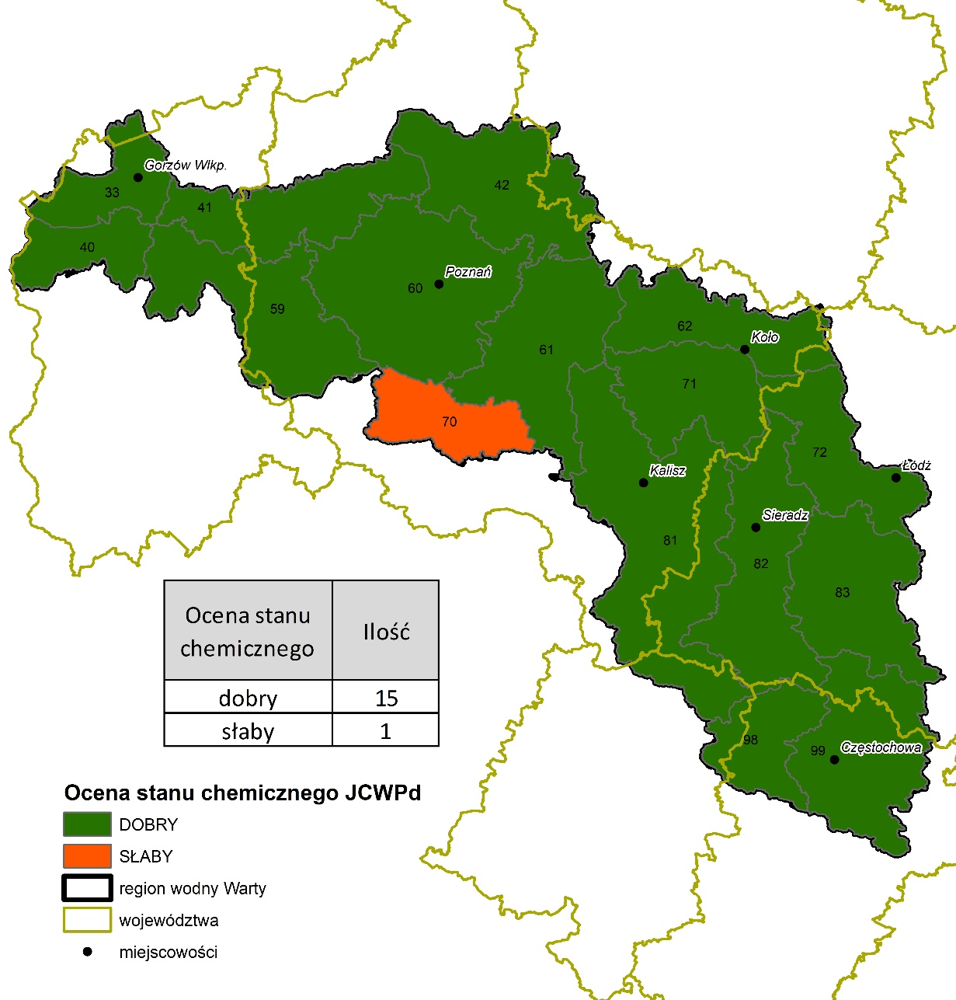 Gorzów Wlkp.
33
41
42
40
Poznań
60
59
62
Koło
61
71
70
72
Łódź
Kalisz
Sieradz
81
82
83
98
99
Częstochowa
Ocena stanu chemicznego
Ilość
dobry 15
słaby 1
Ocena stanu chemicznego JCWPd
DOBRY
SŁABY
region wodny Warty
województwa
miejscowości